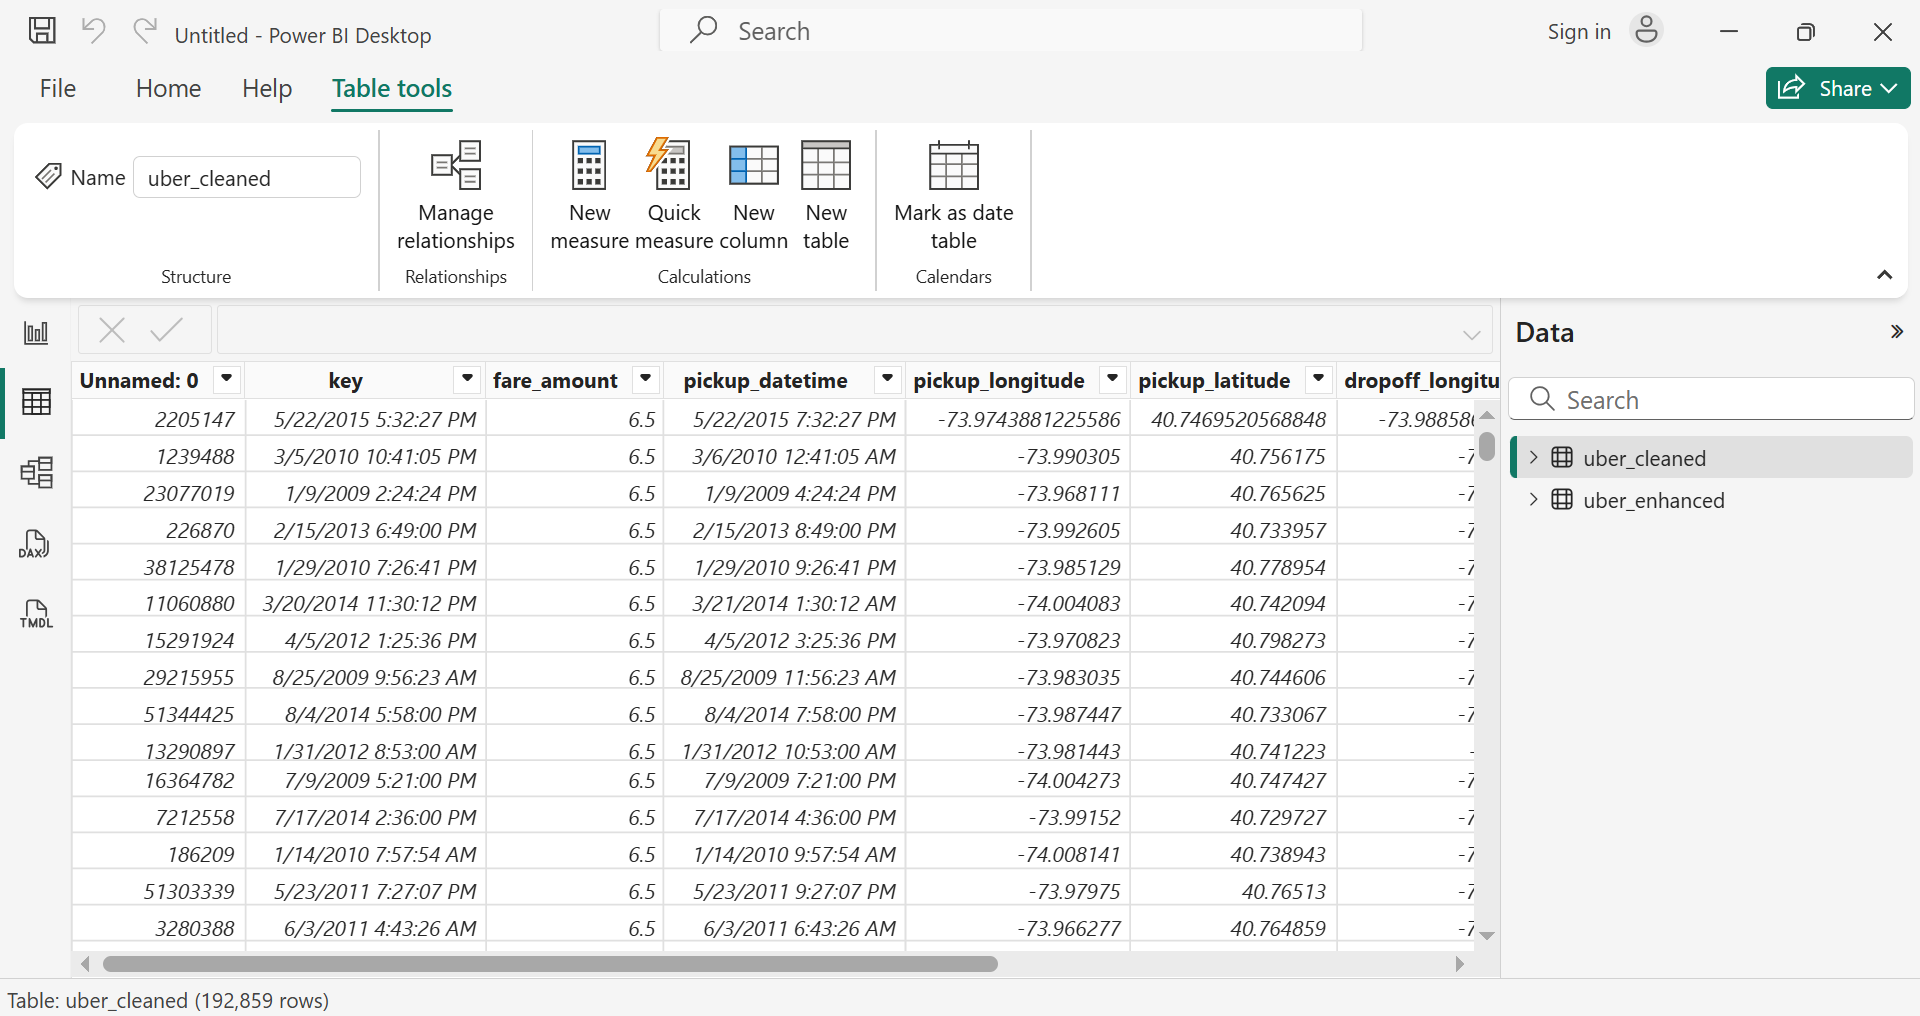 Untitled - Power BI Desktop
Search
Sign in
File
Home
Help
Table tools
Share
Name
uber_cleaned
Structure
Manage
relationships
Relationships
New
measure
Quick
measure
New
column
New
table
Calculations
Mark as date
table
Calendars
Unnamed: 0 key fare_amount pickup_datetime pickup_longitude pickup_latitude dropoff_longitu
2205147 5/22/2015 5:32:27 PM 6.5 5/22/2015 7:32:27 PM -73.9743881225586 40.7469520568848 -73.98858
1239488 3/5/2010 10:41:05 PM 6.5 3/6/2010 12:41:05 AM -73.990305 40.756175 -7
23077019 1/9/2009 2:24:24 PM 6.5 1/9/2009 4:24:24 PM -73.968111 40.765625 -7
226870 2/15/2013 6:49:00 PM 6.5 2/15/2013 8:49:00 PM -73.992605 40.733957 -7
38125478 1/29/2010 7:26:41 PM 6.5 1/29/2010 9:26:41 PM -73.985129 40.778954 -7
11060880 3/20/2014 11:30:12 PM 6.5 3/21/2014 1:30:12 AM -74.004083 40.742094 -7
15291924 4/5/2012 1:25:36 PM 6.5 4/5/2012 3:25:36 PM -73.970823 40.798273 -7
29215955 8/25/2009 9:56:23 AM 6.5 8/25/2009 11:56:23 AM -73.983035 40.744606 -7
51344425 8/4/2014 5:58:00 PM 6.5 8/4/2014 7:58:00 PM -73.987447 40.733067 -7
13290897 1/31/2012 8:53:00 AM 6.5 1/31/2012 10:53:00 AM -73.981443 40.741223 -
16364782 7/9/2009 5:21:00 PM 6.5 7/9/2009 7:21:00 PM -74.004273 40.747427 -7
7212558 7/17/2014 2:36:00 PM 6.5 7/17/2014 4:36:00 PM -73.99152 40.729727 -7
186209 1/14/2010 7:57:54 AM 6.5 1/14/2010 9:57:54 AM -74.008141 40.738943 -7
51303339 5/23/2011 7:27:07 PM 6.5 5/23/2011 9:27:07 PM -73.97975 40.76513 -7
3280388 6/3/2011 4:43:26 AM 6.5 6/3/2011 6:43:26 AM -73.966277 40.764859 -7
DAX
TMDL
Data
Search
uber_cleaned
uber_enhanced
Table: uber_cleaned (192,859 rows)